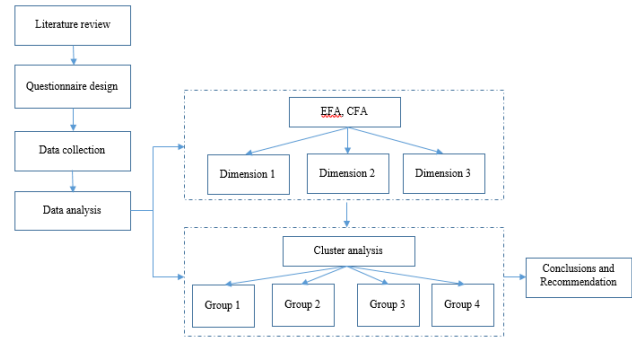 Literature review
Questionnaire design
Data collection
Data analysis
EFA. CFA
Dimension 1
Dimension 2
Dimension 3
Cluster analysis
Group 1
Group 2
Group 3
Group 4
Conclusions and
Recommendation